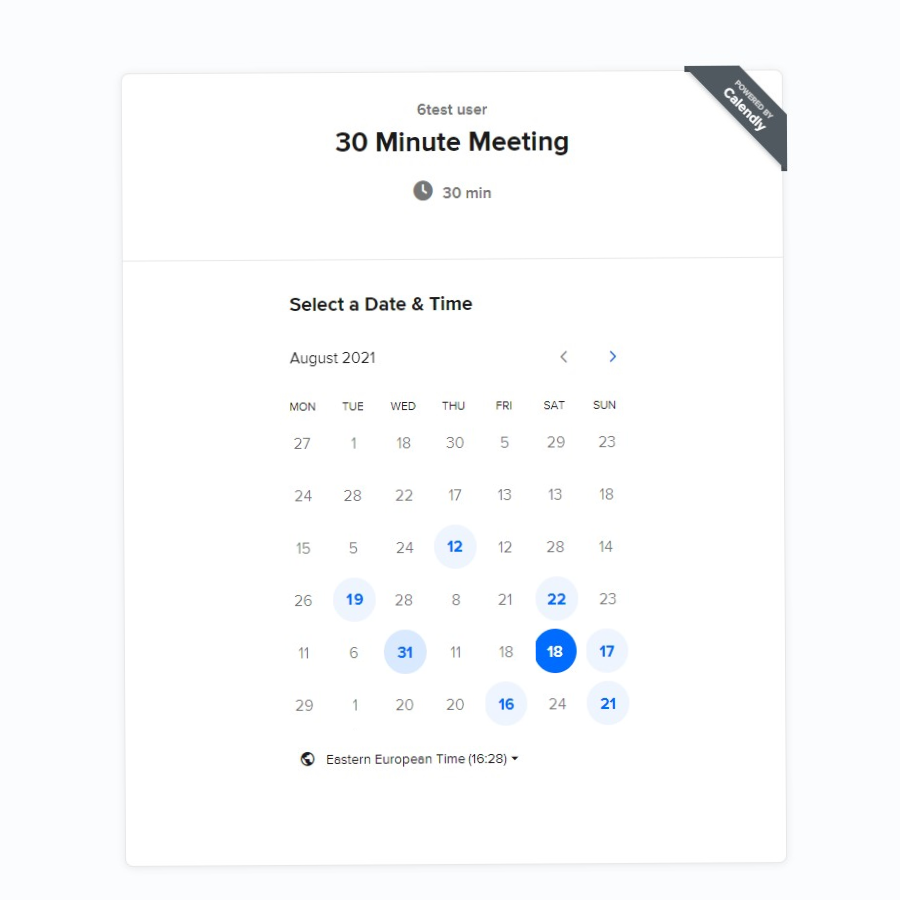 POWERED BY
Calendly
6test user
30 Minute Meeting
30 min
Select a Date & Time
August 2021
MON TUE WED THU FRI SAT SUN
27 1 18 30 5 29 23
24 28 22 17 13 13 18
15 5 24 12 12 28 14
26 19 28 8 21 22 23
11 6 31 11 18 18 17
29 1 20 20 16 24 21
Eastern European Time (16:28)